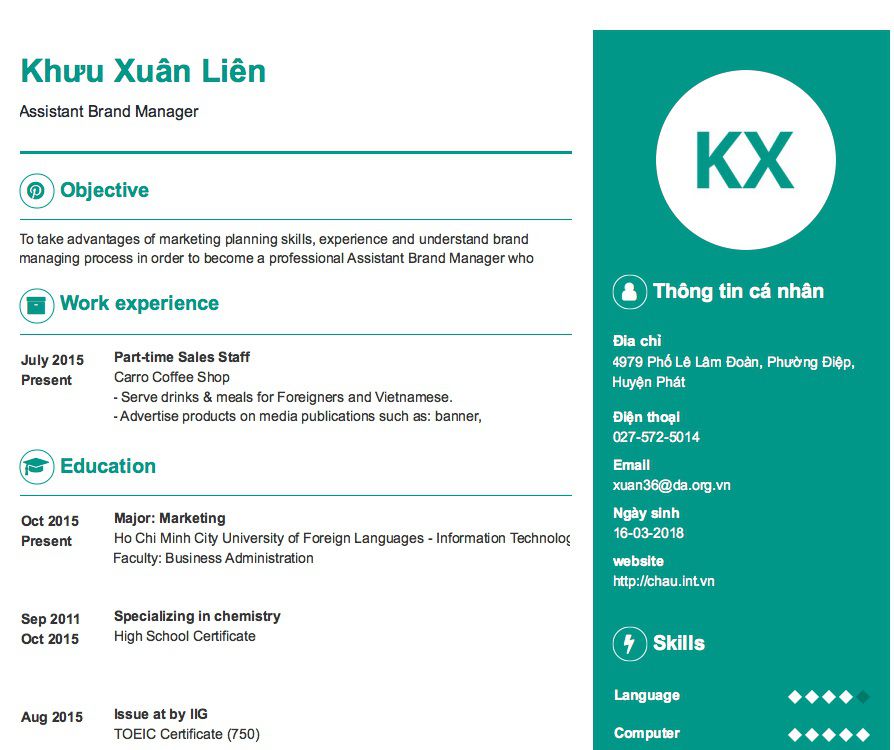 Khưu Xuân Liên
Assistant Brand Manager
Objective
To take advantages of marketing planning skills, experience and understand brand
managing process in order to become a professional Assistant Brand Manager who
Work experience
July 2015
Present
Part-time Sales Staff
Carro Coffee Shop
- Serve drinks & meals for Foreigners and Vietnamese.
- Advertise products on media publications such as: banner,
Education
Oct 2015
Present
Major: Marketing
Ho Chi Minh City University of Foreign Languages - Information Technolog
Faculty: Business Administration
Sep 2011
Oct 2015
Specializing in chemistry
High School Certificate
Aug 2015
Issue at by IIG
TOEIC Certificate (750)
KX
Thông tin cá nhân
Đia chỉ
4979 Phố Lê Lâm Đoàn, Phường Điệp,
Huyện Phát
Điện thoại
027-572-5014
Email
xuan36@da.org.vn
Ngày sinh
16-03-2018
website
http://chau.int.vn
Skills
Language
Computer